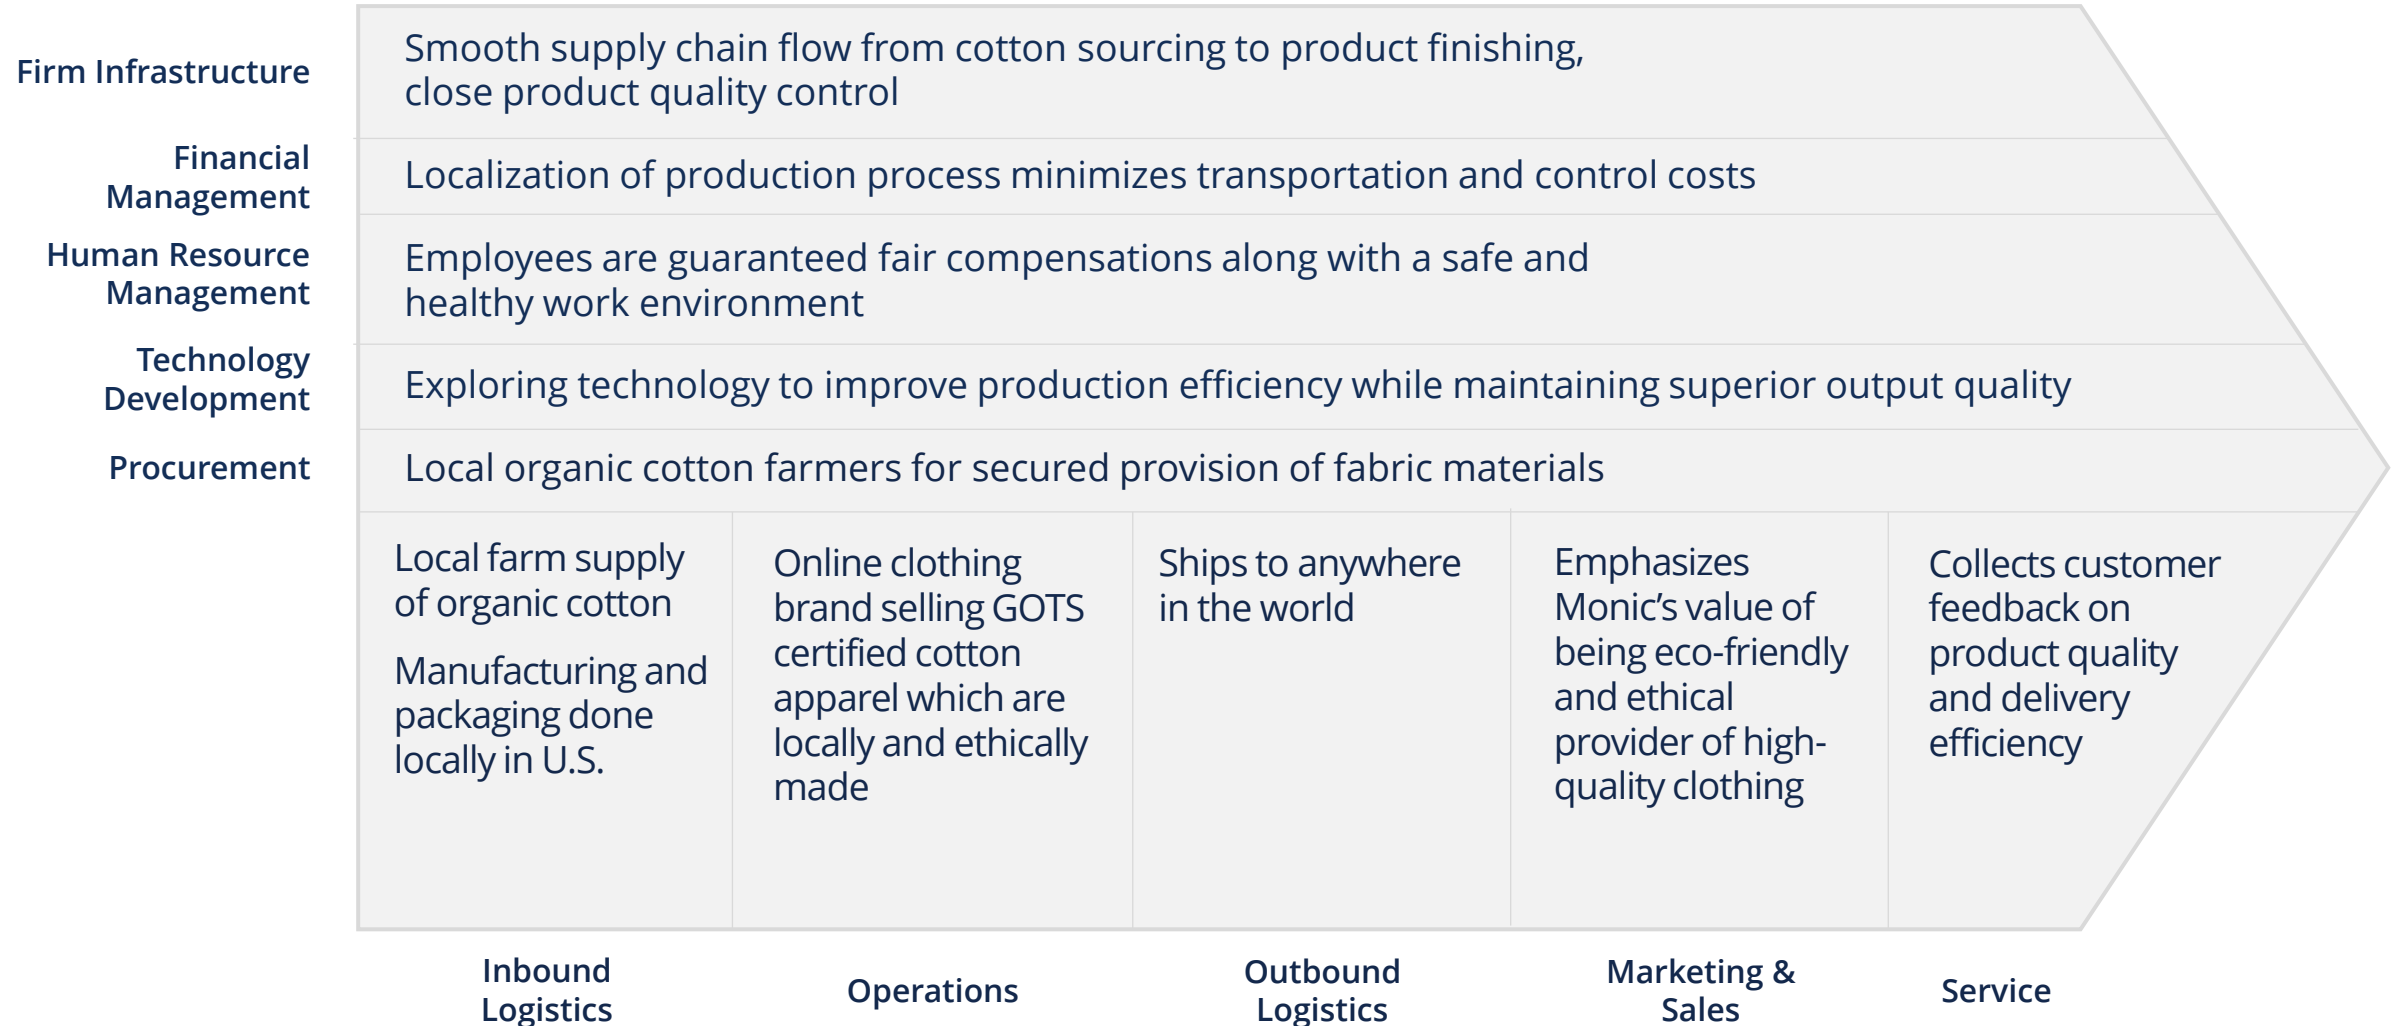 Firm Infrastructure
Smooth supply chain flow from cotton sourcing to product finishing,
close product quality control
Financial
Management
Localization of production process minimizes transportation and control costs
Human Resource
Management
Employees are guaranteed fair compensations along with a safe and
healthy work environment
Technology
Development
Exploring technology to improve production efficiency while maintaining superior output quality
Procurement
Local organic cotton farmers for secured provision of fabric materials
Local farm supply
of organic cotton
Manufacturing and
packaging done
locally in U.S.
Online clothing
brand selling GOTS
certified cotton
apparel which are
locally and ethically
made
Ships to anywhere
in the world
Emphasizes
Monic’s value of
being eco-friendly
and ethical
provider of high-
quality clothing
Collects customer
feedback on
product quality
and delivery
efficiency
Inbound
Logistics
Operations
Outbound
Logistics
Marketing &
Sales
Service